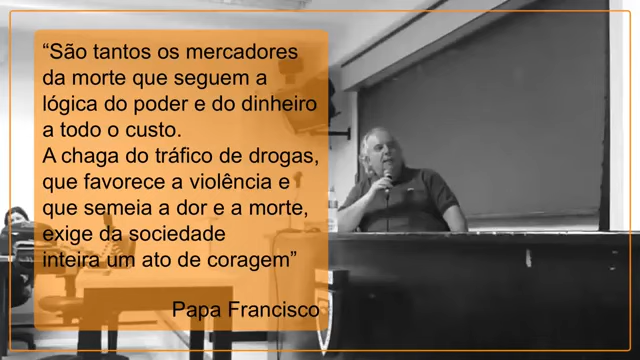 “São tantos os mercadores
da morte que seguem a
lógica do poder e do dinheiro
a todo o custo.
A chaga do tráfico de drogas,
que favorece a violência e
que semeia a dor e a morte,
exige da sociedade
inteira um ato de coragem”
Papa Francisco